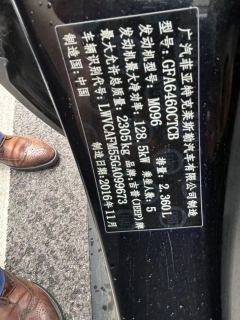 广汽菲亚特克莱斯勒汽车有限公司制造
型号: GFA6460CTCB
发动机型号: M096 排量: 2.360L
发动机最大净功率: 128.5kW 乘坐人数: 5
最大允许总质量: 2305kg 品牌: 吉普(JEEP)牌
车辆识别代号: LWVCAFM55GA099673
制造国: 中国 制造日期: 2016年11月